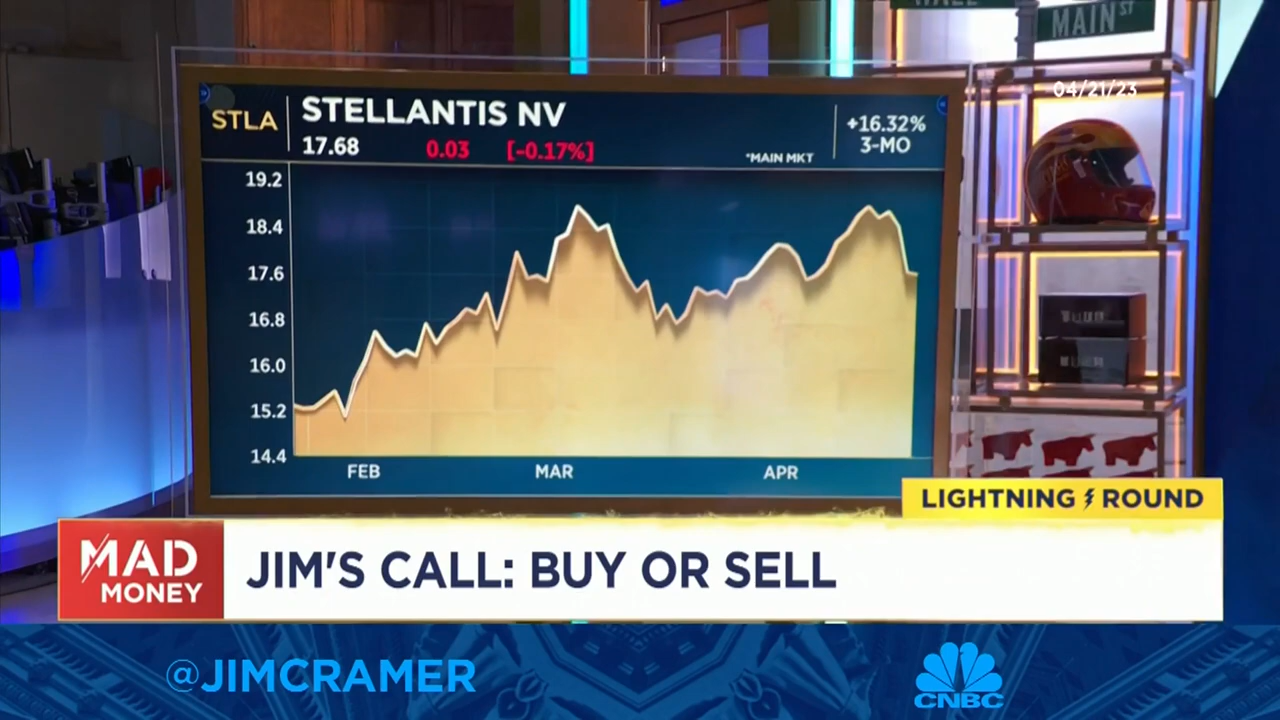 WALL
MAIN ST
04/21/23
STLA
STELLANTIS NV
17.68 0.03 [-0.17%]
*MAIN MKT
+16.32%
3-MO
19.2
18.4
17.6
16.8
16.0
15.2
14.4
FEB MAR APR
LIGHTNING ROUND
MAD
MONEY
JIM'S CALL: BUY OR SELL
@JIMCRAMER
CNBC